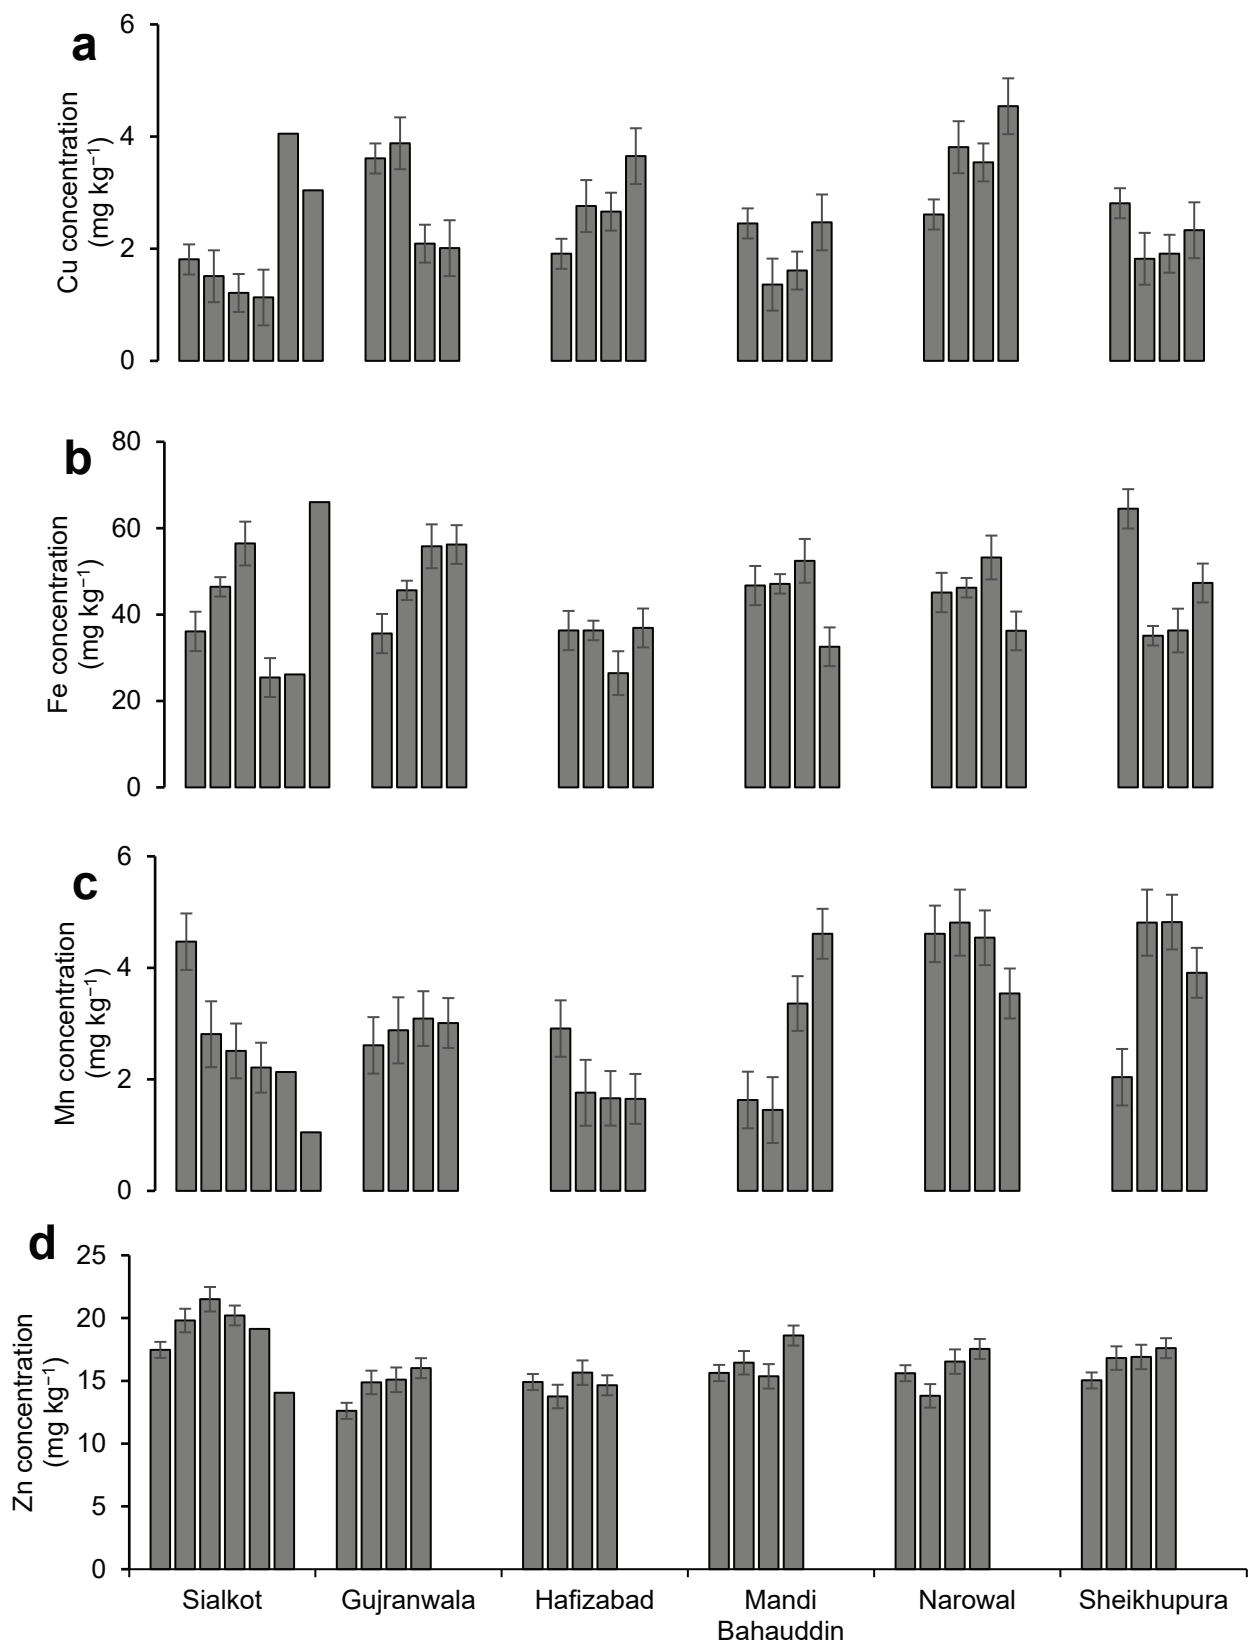 a
Cu concentration
(mg kg⁻¹)
6
4
2
0
b
Fe concentration
(mg kg⁻¹)
80
60
40
20
0
c
Mn concentration
(mg kg⁻¹)
6
4
2
0
d
Zn concentration
(mg kg⁻¹)
25
20
15
10
5
0
Sialkot Gujranwala Hafizabad Mandi Narowal Sheikhupura
Bahauddin